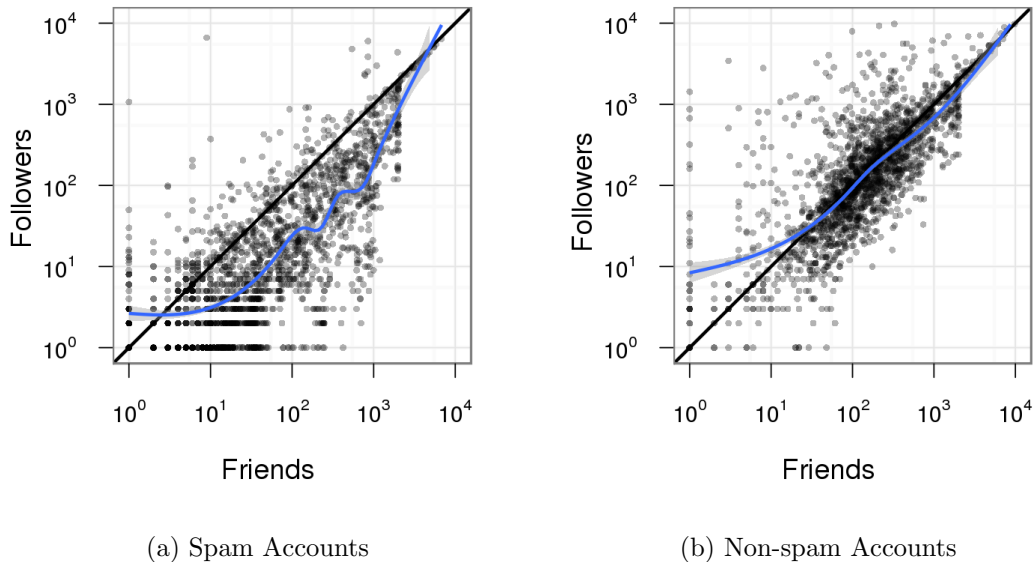 10⁴
10³
10²
10¹
10⁰
Followers
10⁰ 10¹ 10² 10³ 10⁴
Friends
(a) Spam Accounts
10⁴
10³
10²
10¹
10⁰
Followers
10⁰ 10¹ 10² 10³ 10⁴
Friends
(b) Non-spam Accounts